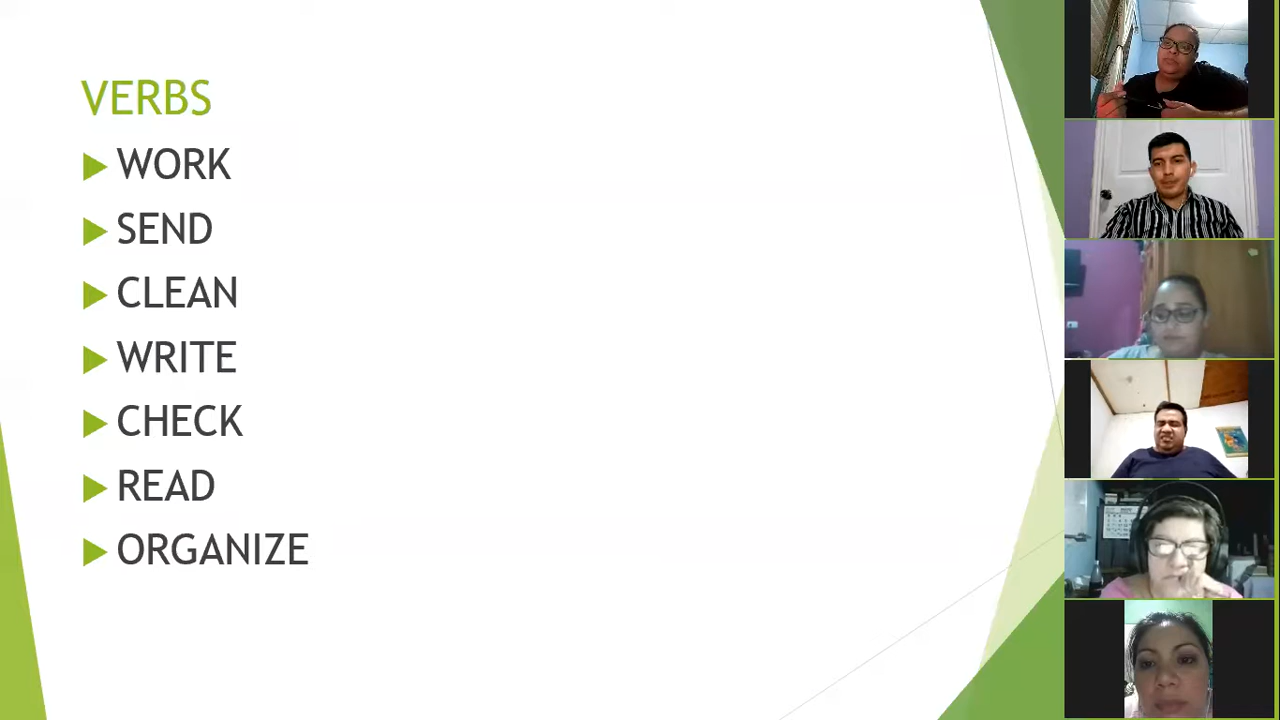 VERBS
WORK
SEND
CLEAN
WRITE
CHECK
READ
ORGANIZE